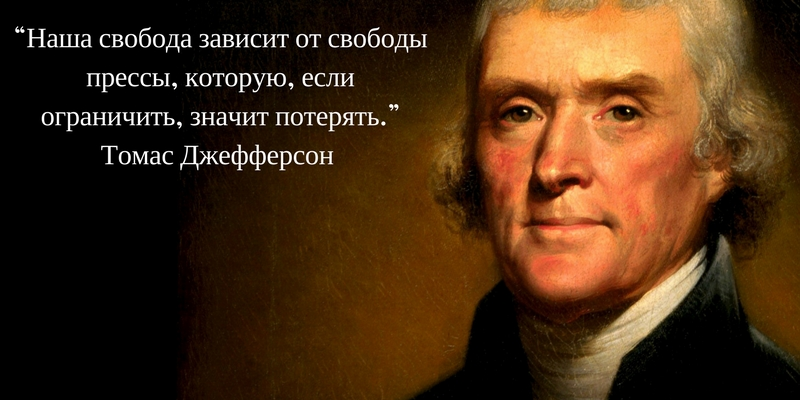 “Наша свобода зависит от свободы
прессы, которую, если
ограничить, значит потерять.”
Томас Джефферсон